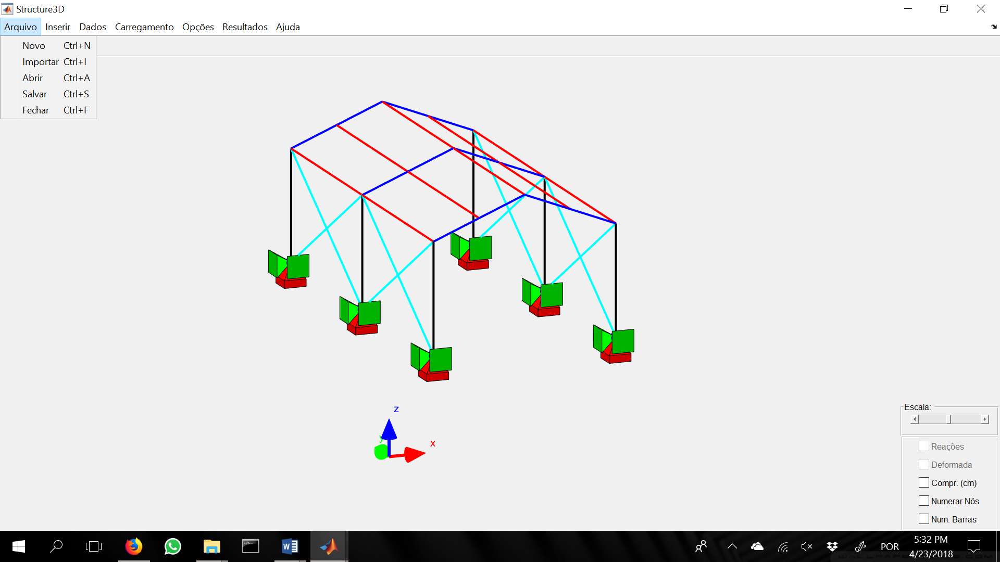 Structure3D
Arquivo Inserir Dados Carregamento Opções Resultados Ajuda
Novo Ctrl+N
Importar Ctrl+I
Abrir Ctrl+A
Salvar Ctrl+S
Fechar Ctrl+F
z
y
x
Escala:
Reações
Deformada
Compr. (cm)
Numerar Nós
Num. Barras
POR
5:32 PM
4/23/2018